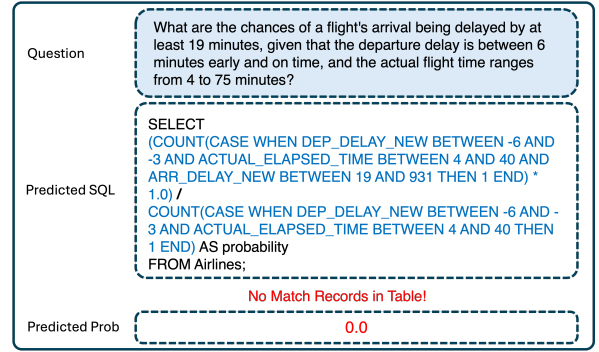 Question
What are the chances of a flight's arrival being delayed by at
least 19 minutes, given that the departure delay is between 6
minutes early and on time, and the actual flight time ranges
from 4 to 75 minutes?
Predicted SQL
SELECT
(COUNT(CASE WHEN DEP_DELAY_NEW BETWEEN -6 AND
-3 AND ACTUAL_ELAPSED_TIME BETWEEN 4 AND 40 AND
ARR_DELAY_NEW BETWEEN 19 AND 931 THEN 1 END) *
1.0) /
COUNT(CASE WHEN DEP_DELAY_NEW BETWEEN -6 AND -
3 AND ACTUAL_ELAPSED_TIME BETWEEN 4 AND 40 THEN
1 END) AS probability
FROM Airlines;
No Match Records in Table!
Predicted Prob
0.0